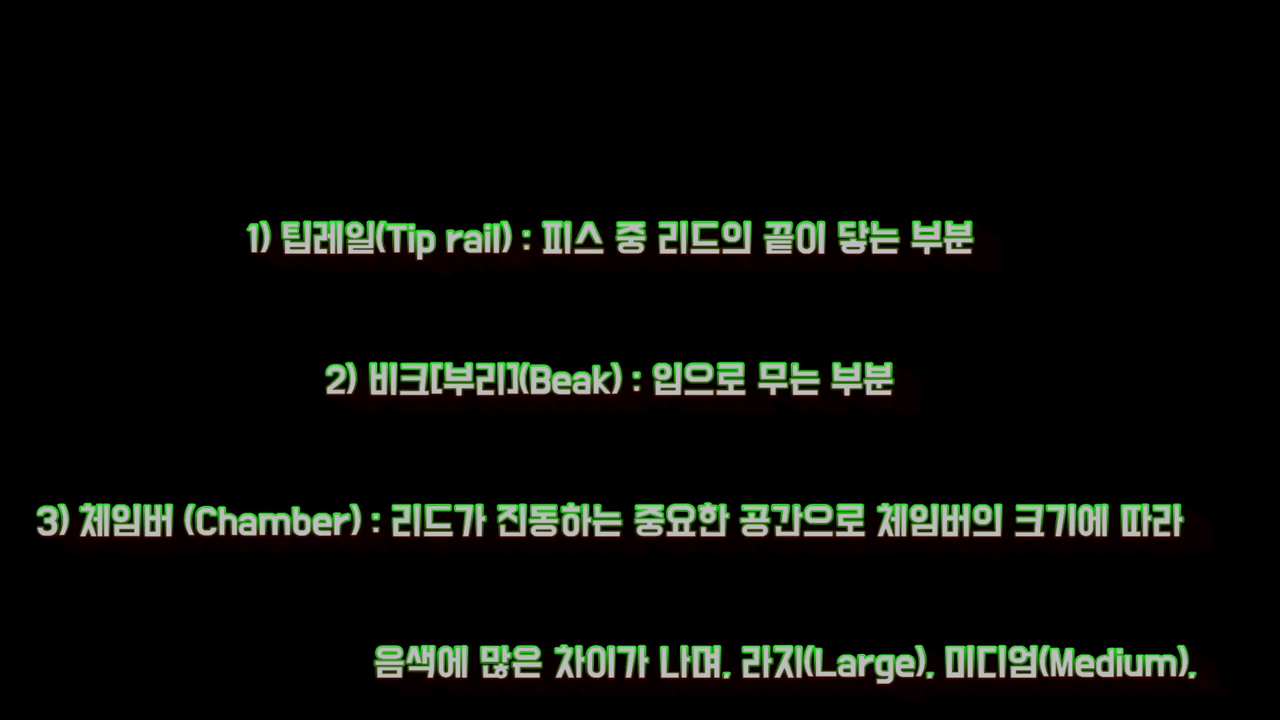 1) 팁레일(Tip rail) : 피스 중 리드의 끝이 닿는 부분
2) 비크[부리](Beak) : 입으로 무는 부분
3) 체임버 (Chamber) : 리드가 진동하는 중요한 공간으로 체임버의 크기에 따라
음색에 많은 차이가 나며, 라지(Large), 미디엄(Medium),